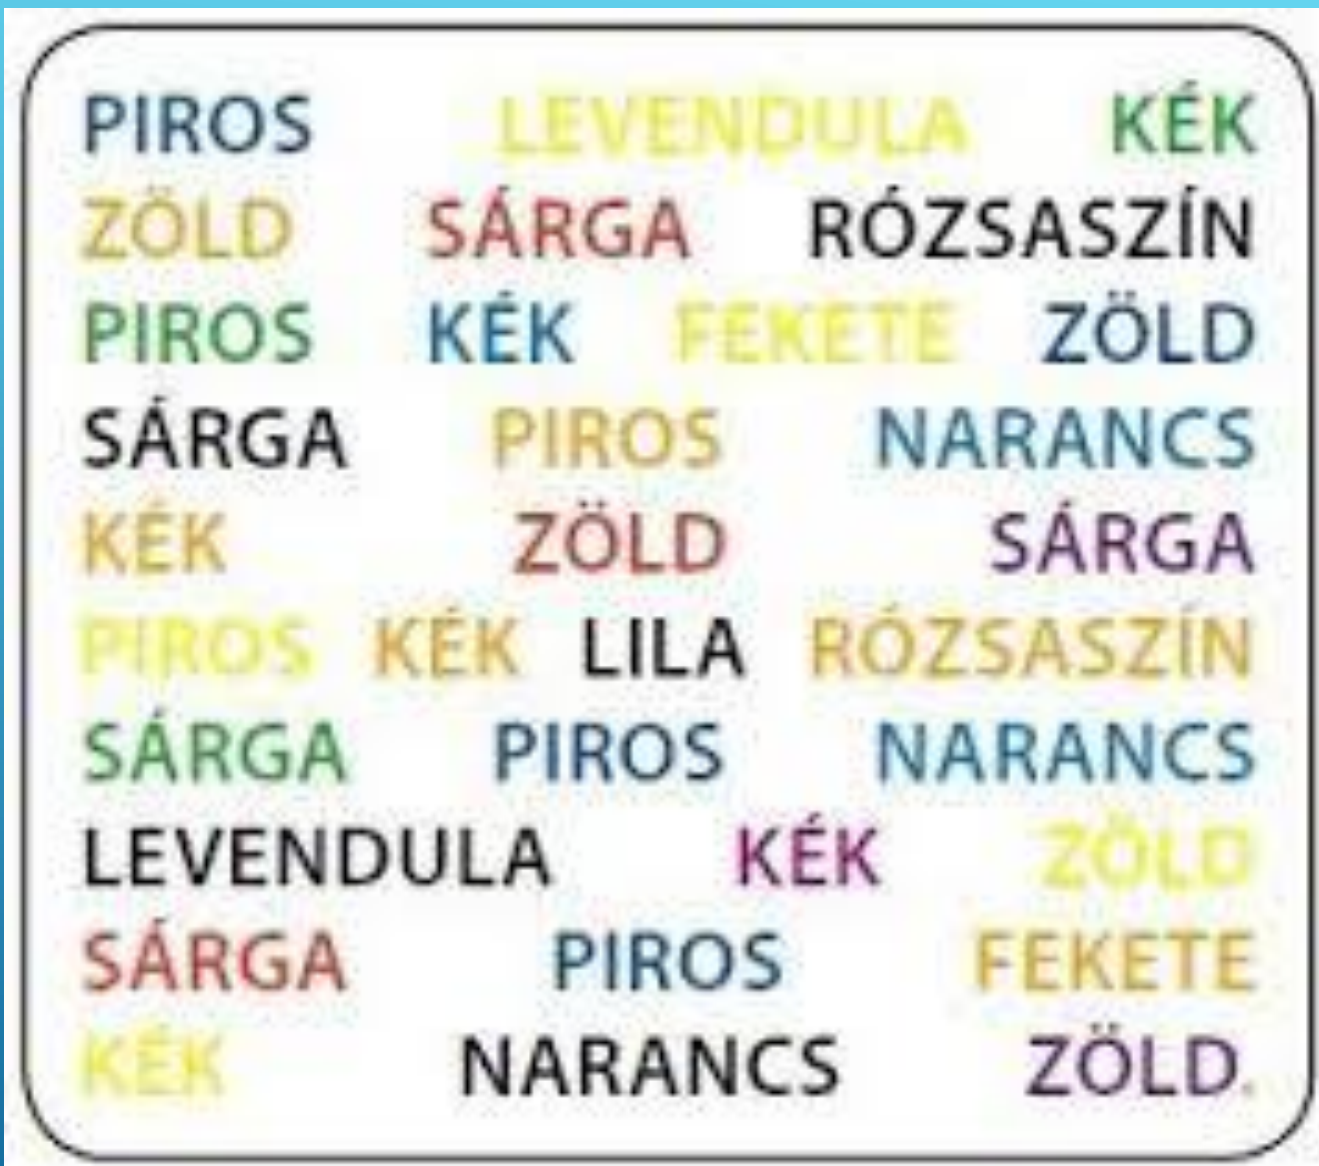 PIROS LEVENDULA KÉK
ZÖLD SÁRGA RÓZSASZÍN
PIROS KÉK FEKETE ZÖLD
SÁRGA PIROS NARANCS
KÉK ZÖLD SÁRGA
PIROS KÉK LILA RÓZSASZÍN
SÁRGA PIROS NARANCS
LEVENDULA KÉK ZÖLD
SÁRGA PIROS FEKETE
KÉK NARANCS ZÖLD.